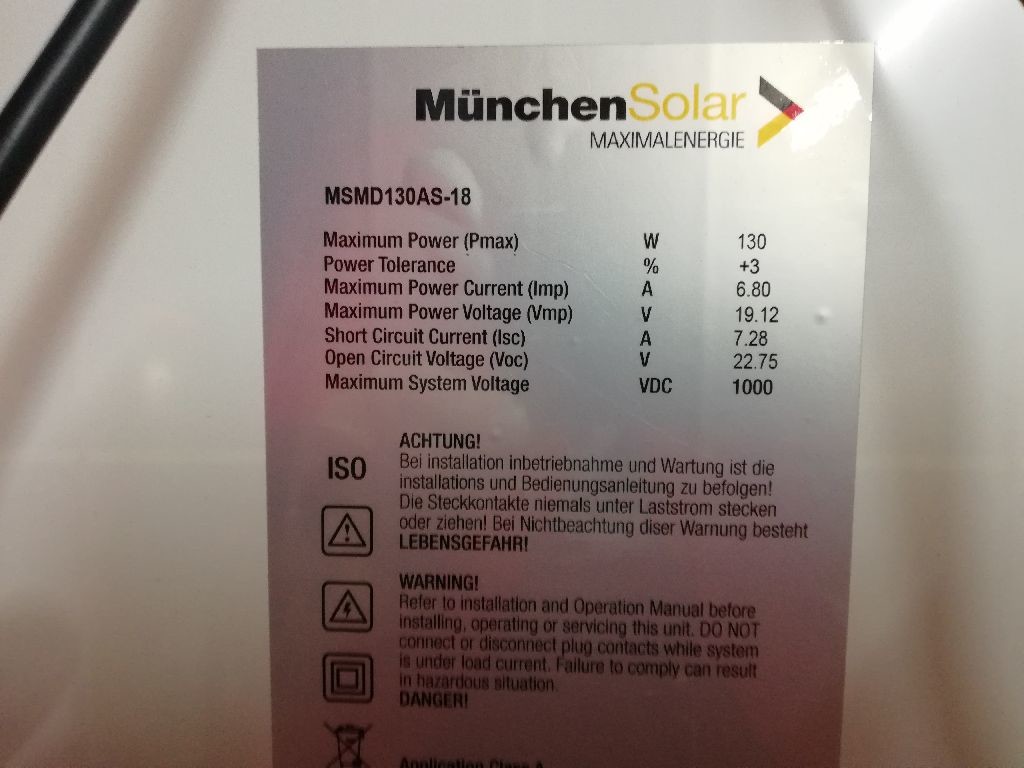 MünchenSolar
MAXIMALENERGIE
MSMD130AS-18
Maximum Power (Pmax) W 130
Power Tolerance % +3
Maximum Power Current (Imp) A 6.80
Maximum Power Voltage (Vmp) V 19.12
Short Circuit Current (Isc) A 7.28
Open Circuit Voltage (Voc) V 22.75
Maximum System Voltage VDC 1000
ISO
ACHTUNG!
Bei installation inbetriebnahme und Wartung ist die
installations und Bedienungsanleitung zu befolgen!
Die Steckkontakte niemals unter Laststrom stecken
oder ziehen! Bei Nichtbeachtung diser Warnung besteht
LEBENSGEFAHR!
WARNING!
Refer to installation and Operation Manual before
installing, operating or servicing this unit. DO NOT
connect or disconnect plug contacts while system
is under load current. Failure to comply can result
in hazardous situation.
DANGER!
Application Class A